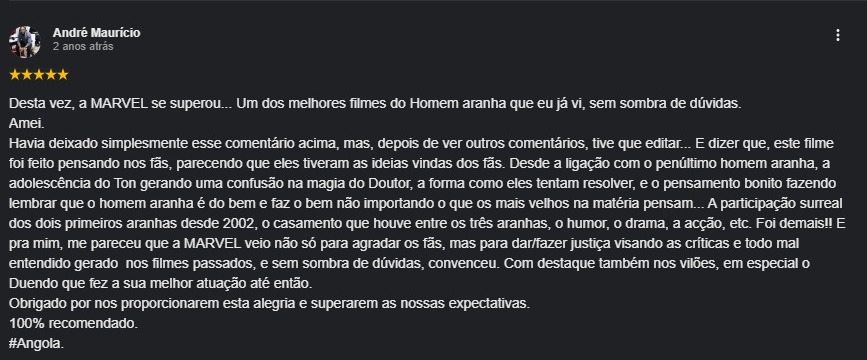 André Maurício
2 anos atrás
Desta vez, a MARVEL se superou... Um dos melhores filmes do Homem aranha que eu já vi, sem sombra de dúvidas.
Amei.
Havia deixado simplesmente esse comentário acima, mas, depois de ver outros comentários, tive que editar... E dizer que, este filme
foi feito pensando nos fãs, parecendo que eles tiveram as ideias vindas dos fãs. Desde a ligação com o penúltimo homem aranha, a
adolescência do Ton gerando uma confusão na magia do Doutor, a forma como eles tentam resolver, e o pensamento bonito fazendo
lembrar que o homem aranha é do bem e faz o bem não importando o que os mais velhos na matéria pensam... A participação surreal
dos dois primeiros aranhas desde 2002, o casamento que houve entre os três aranhas, o humor, o drama, a acção, etc. Foi demais!! E
pra mim, me pareceu que a MARVEL veio não só para agradar os fãs, mas para dar/fazer justiça visando as críticas e todo mal
entendido gerado  nos filmes passados, e sem sombra de dúvidas, convenceu. Com destaque também nos vilões, em especial o
Duendo que fez a sua melhor atuação até então.
Obrigado por nos proporcionarem esta alegria e superarem as nossas expectativas.
100% recomendado.
#Angola.